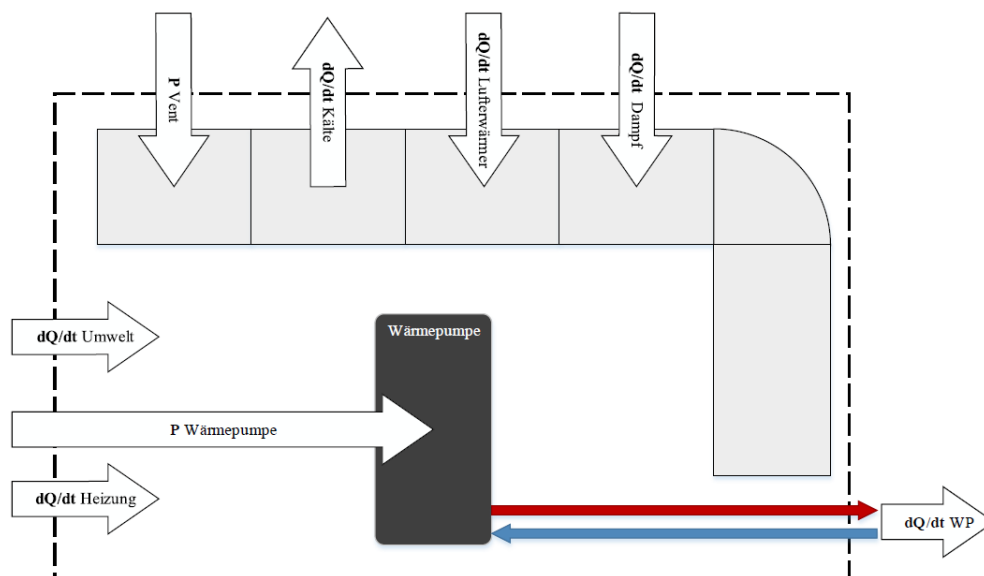 P Vent
dQ/dt Kälte
dQ/dt Lufterwärmer
dQ/dt Dampf
Wärmepumpe
dQ/dt Umwelt
P Wärmepumpe
dQ/dt Heizung
dQ/dt WP